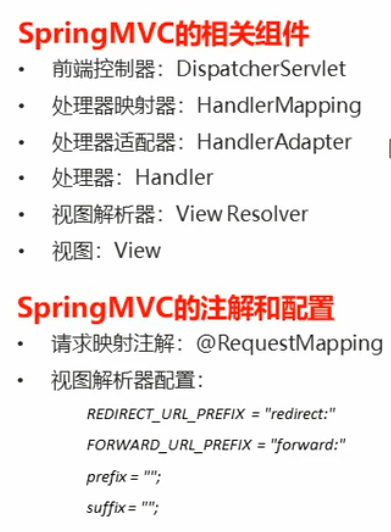 SpringMVC的相关组件
• 前端控制器：DispatcherServlet
• 处理器映射器：HandlerMapping
• 处理器适配器：HandlerAdapter
• 处理器：Handler
• 视图解析器：View Resolver
• 视图：View
SpringMVC的注解和配置
• 请求映射注解：@RequestMapping
• 视图解析器配置：
REDIRECT_URL_PREFIX = "redirect:"
FORWARD_URL_PREFIX = "forward:"
prefix = "";
suffix = "";